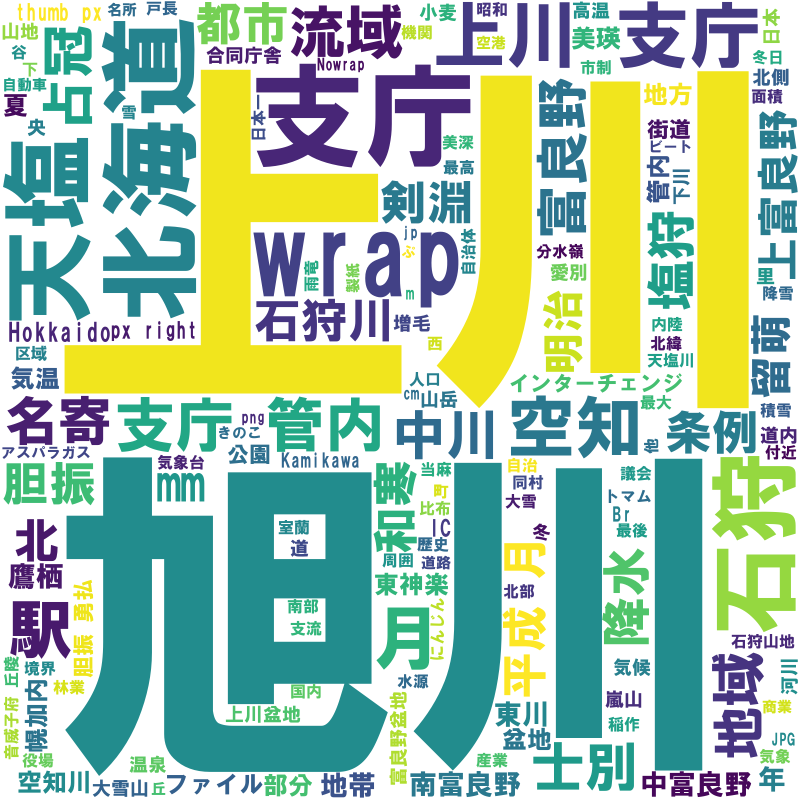 thumb px
名所
戸長
都市
小麦
昭和
高温
日本
山地
流域
機関
上川
美瑛
支庁
谷
下
占冠
北海道
合同庁舎
Nowrap
空港
市制
冬日
北側
自動車
夏
雪
央
日本一
支庁
上川
美深
最高
富良野
地方
面積
街道
ビート
管内
下川
上富良野
天塩
剣淵
wrap
jp
ぶ
m
自治体
分水嶺
愛別
塩狩
里
降雪
雨竜
製紙
石狩川
増毛
明治
内陸
北緯
天塩川
留萌
Hokkaido
px right
区域
西
気温
人口
cm
山岳
インターチェンジ
最大
積雪
名寄
支庁
png
きのこ
管内
中川
空知
他
条例
道内
付近
アスパラガス
気象台
公園
Kamikawa
胆振
mm
旭川
和寒
当麻
町
比布
IC
自治
同村
大雪
議会
トマム
Br
最後
石狩
室蘭
道
北
歴史
周囲
道路
冬
鷹栖
東神楽
月
北部
降水
駅
勇払
胆振
南部
支流
月
にんじん
平成
石狩山地
境界
丘陵
音威子府
林業
幌加内
国内
水源
気候
地域
河川
嵐山
商業
上川盆地
富良野盆地
東川
稲作
盆地
役場
温泉
産業
士別
JPG
気象
空知川
大雪山
丘
ファイル
部分
地帯
南富良野
中富良野
年